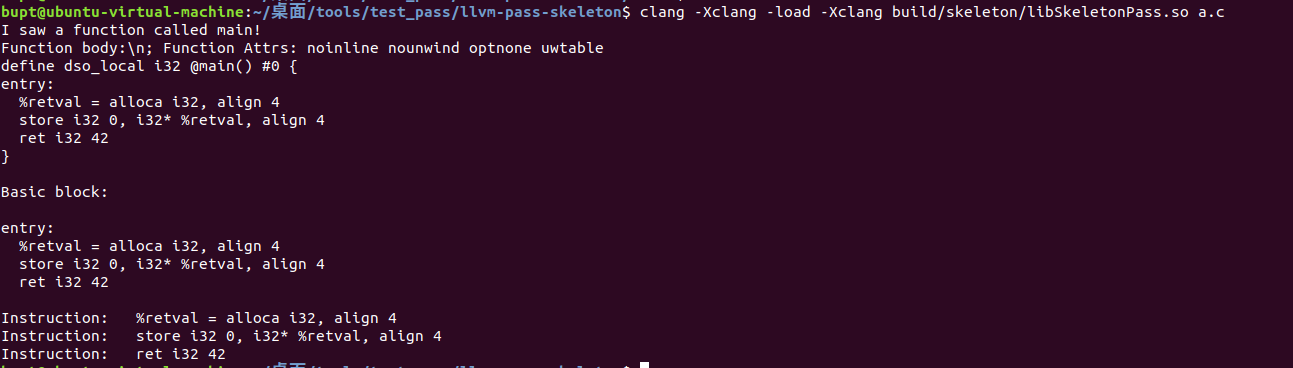 bupt@ubuntu-virtual-machine:~/桌面/tools/test_pass/llvm-pass-skeleton$ clang -Xclang -load -Xclang build/skeleton/libSkeletonPass.so a.c
I saw a function called main!
Function body:\n; Function Attrs: noinline nounwind optnone uwtable
define dso_local i32 @main() #0 {
entry:
  %retval = alloca i32, align 4
  store i32 0, i32* %retval, align 4
  ret i32 42
}
Basic block:
entry:
  %retval = alloca i32, align 4
  store i32 0, i32* %retval, align 4
  ret i32 42
Instruction:   %retval = alloca i32, align 4
Instruction:   store i32 0, i32* %retval, align 4
Instruction:   ret i32 42